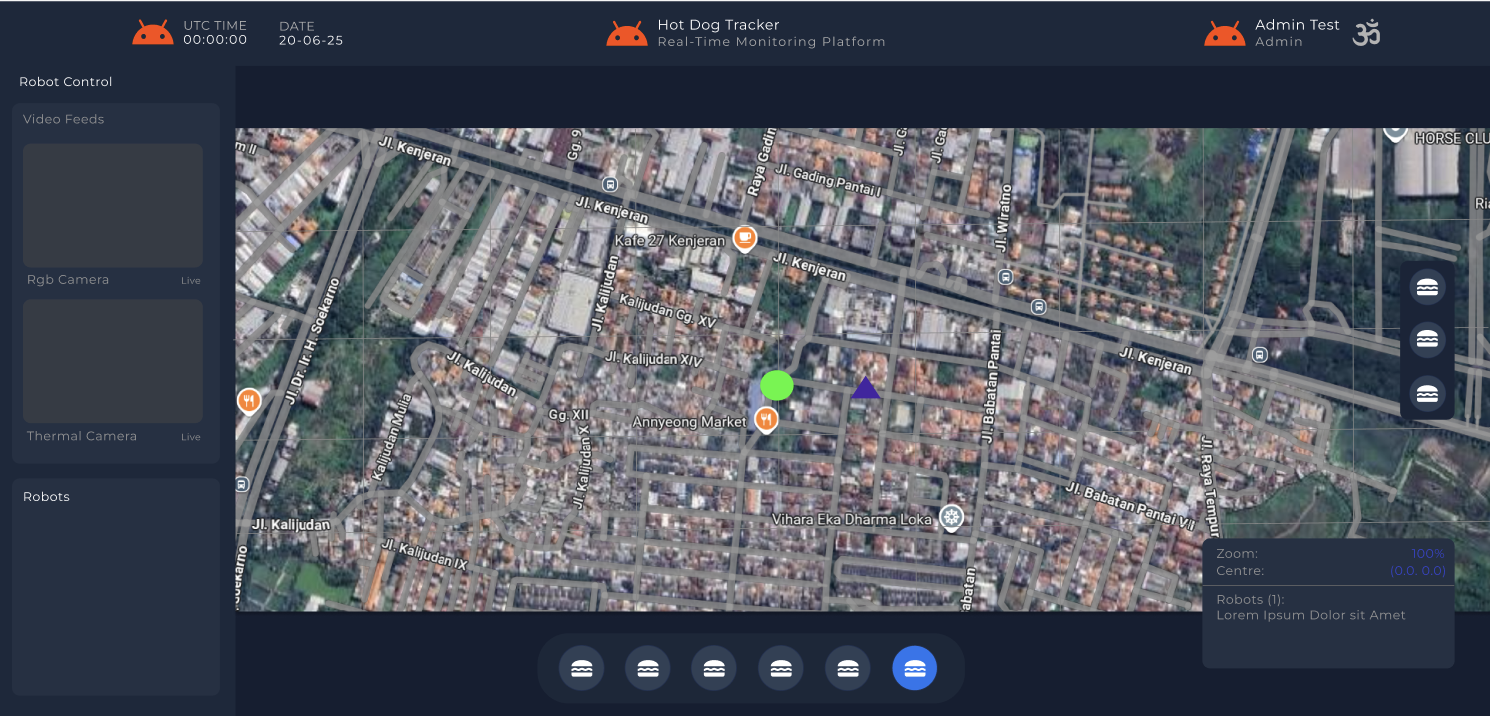 UTC TIME
00:00:00
DATE
20-06-25
Hot Dog Tracker
Real-Time Monitoring Platform
Admin Test
Admin
ॐ
Robot Control
Video Feeds
Rgb Camera
Live
Thermal Camera
Live
Robots
m II
Jl. Kenjeran
Gg. 9
Raya Gadin
Jl. Gading Pantai I
Jl. G
Jl. Ga
HORSE CLU
Jl. Kenjeran
Jl. Wiratno
Ria
Kafe 27 Kenjeran
Jl. Kenjeran
Jl. Kalijudan
Kalijudan Gg. XV
Jl. Dr. Ir. H. Soekarno
Jl. Kalijudan XIV
Jl. Kalijudan
Jl. Babatan Pantai
Jl. Kenjeran
Kalijudan Mulia
Gg. XII
Annyeong Market
Jl. Kalijudan X
Jl. Raya Tempur
Jl. Babatan Pantai VII
Vihara Eka Dharma Loka
Jl. Kalijudan
Jl. Kalijudan IX
oekarno
abatan
Zoom:
100%
Centre:
(0.0. 0.0)
Robots (1):
Lorem Ipsum Dolor sit Amet